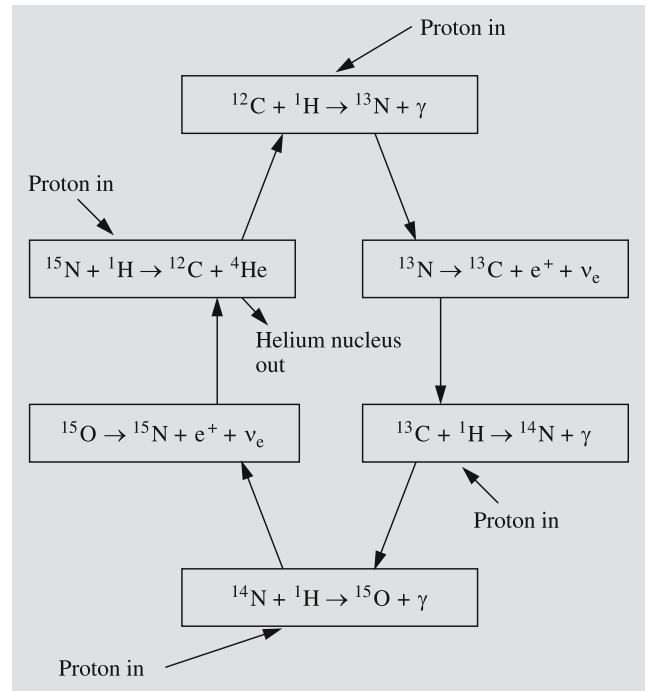 Proton in
¹²C + ¹H → ¹³N + γ
Proton in
¹⁵N + ¹H → ¹²C + ⁴He
¹³N → ¹³C + e⁺ + νₑ
Helium nucleus
out
¹⁵O → ¹⁵N + e⁺ + νₑ
¹³C + ¹H → ¹⁴N + γ
Proton in
¹⁴N + ¹H → ¹⁵O + γ
Proton in